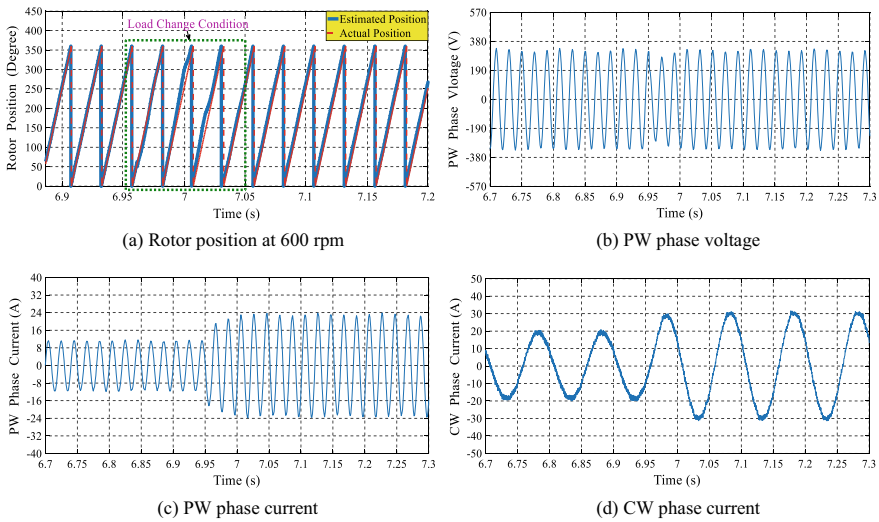 450
400
350
300
250
200
150
100
50
0
Rotor Position (Degree)
Load Change Condition
Estimated Position
Actual Position
6.9 6.95 7 7.05 7.1 7.15 7.2
Time (s)
(a) Rotor position at 600 rpm
570
380
190
0
-190
-380
-570
PW Phase Vlotage (V)
6.7 6.75 6.8 6.85 6.9 6.95 7 7.05 7.1 7.15 7.2 7.25 7.3
Time (s)
(b) PW phase voltage
40
32
24
16
8
0
-8
-16
-24
-32
-40
PW Phase Current (A)
6.7 6.75 6.8 6.85 6.9 6.95 7 7.05 7.1 7.15 7.2 7.25 7.3
Time (s)
(c) PW phase current
50
40
30
20
10
0
-10
-20
-30
-40
-50
CW Phase Current (A)
6.7 6.75 6.8 6.85 6.9 6.95 7 7.05 7.1 7.15 7.2 7.25 7.3
Time (s)
(d) CW phase current